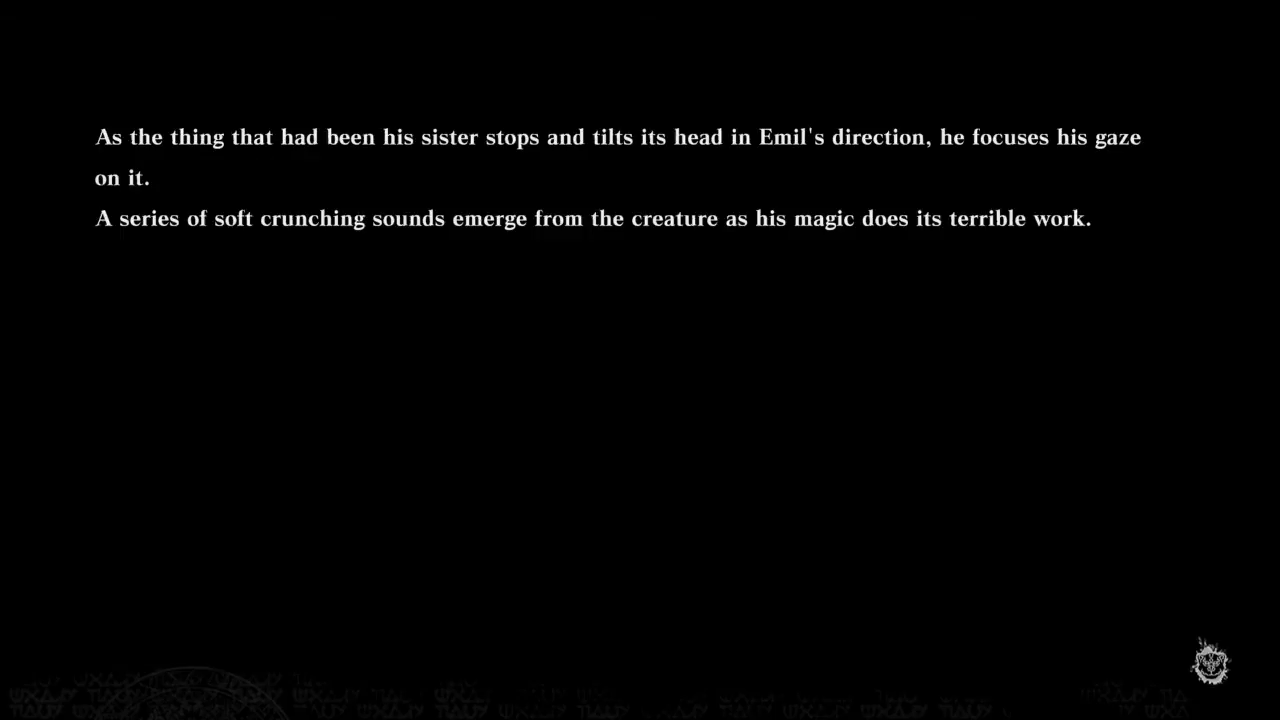 As the thing that had been his sister stops and tilts its head in Emil's direction, he focuses his gaze
on it.
A series of soft crunching sounds emerge from the creature as his magic does its terrible work.